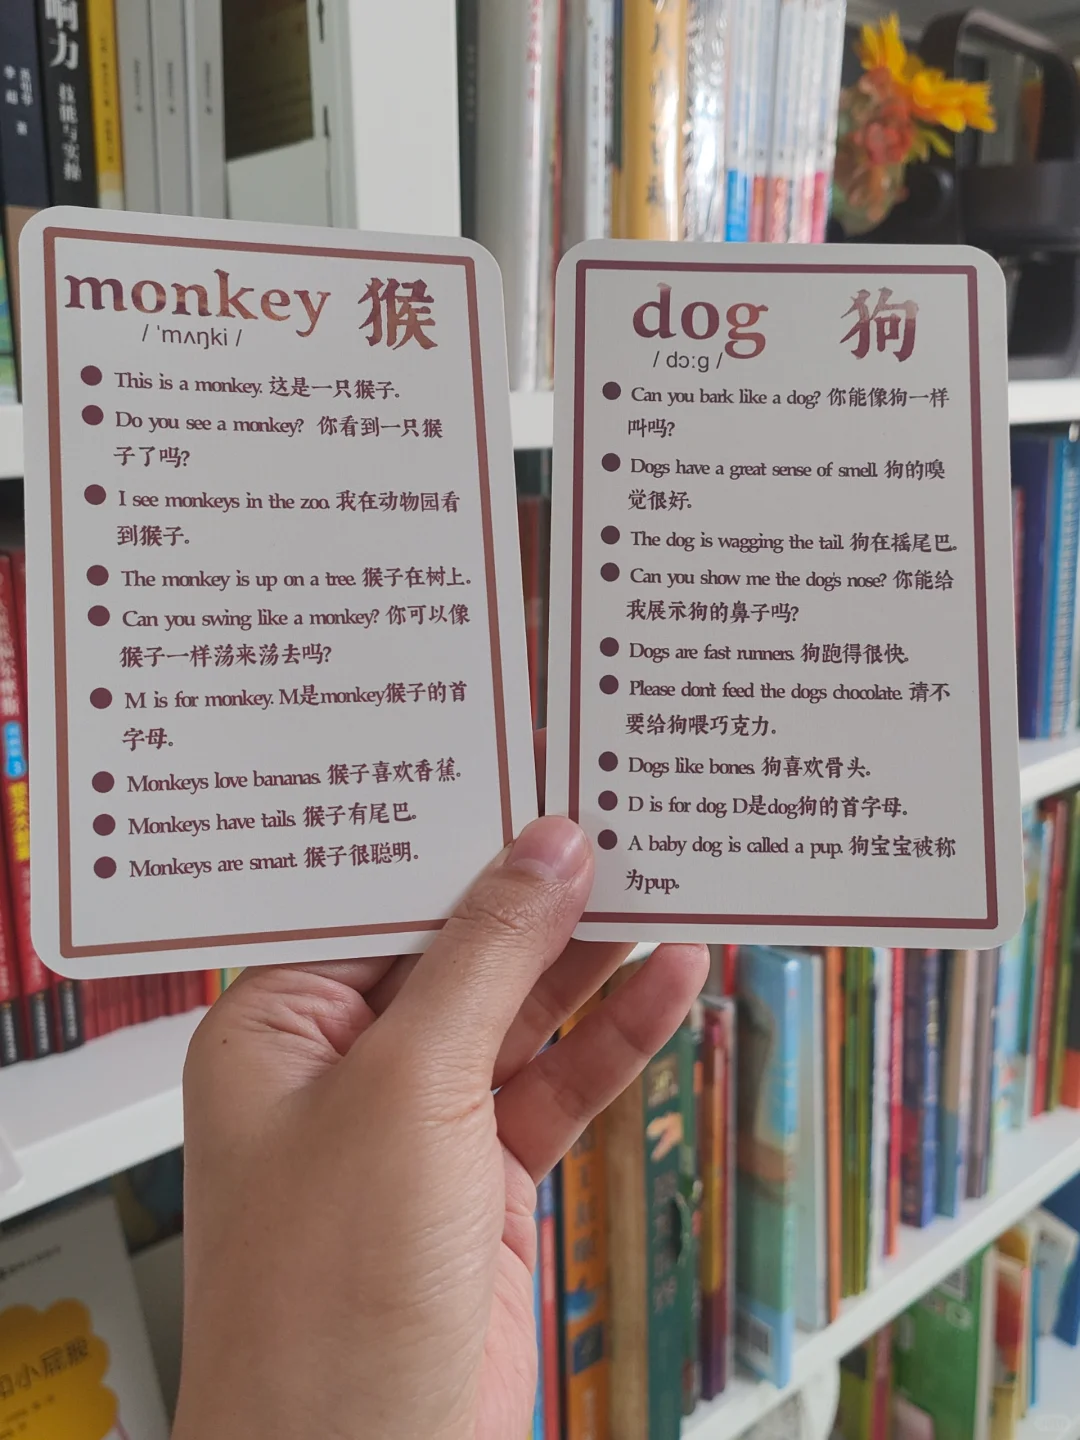 响力
技能与实操
monkey 猴
/ ˈmʌŋki /
This is a monkey. 这是一只猴子。
Do you see a monkey? 你看到一只猴
子了吗?
I see monkeys in the zoo. 我在动物园看
到猴子。
The monkey is up on a tree. 猴子在树上。
Can you swing like a monkey? 你可以像
猴子一样荡来荡去吗?
M is for monkey. M是monkey猴子的首
字母。
Monkeys love bananas. 猴子喜欢香蕉。
Monkeys have tails. 猴子有尾巴。
Monkeys are smart. 猴子很聪明。
dog 狗
/ dɔ:g /
Can you bark like a dog? 你能像狗一样
叫吗?
Dogs have a great sense of smell. 狗的嗅
觉很好。
The dog is wagging the tail. 狗在摇尾巴。
Can you show me the dog's nose? 你能给
我展示狗的鼻子吗?
Dogs are fast runners. 狗跑得很快。
Please don't feed the dogs chocolate. 请不
要给狗喂巧克力。
Dogs like bones. 狗喜欢骨头。
D is for dog. D是dog狗的首字母。
A baby dog is called a pup. 狗宝宝被称
为pup。
小屁猴